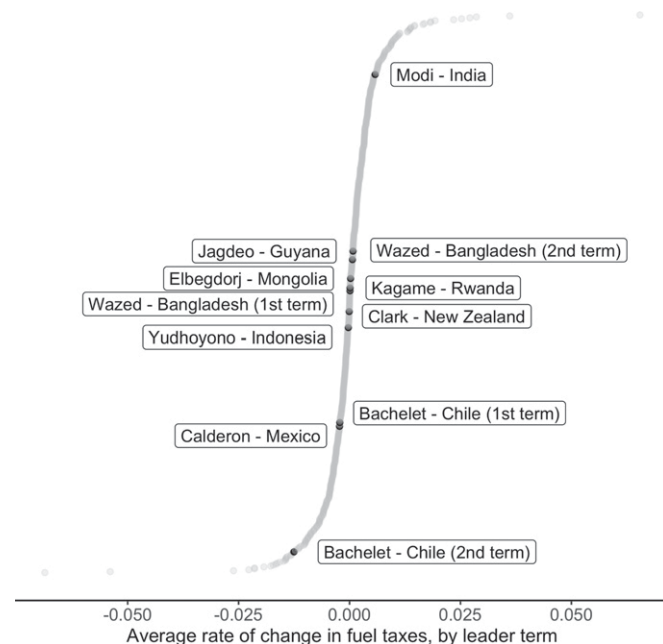 Modi - India
Jagdeo - Guyana
Wazed - Bangladesh (2nd term)
Elbegdorj - Mongolia
Kagame - Rwanda
Wazed - Bangladesh (1st term)
Clark - New Zealand
Yudhoyono - Indonesia
Bachelet - Chile (1st term)
Calderon - Mexico
Bachelet - Chile (2nd term)
-0.050 -0.025 0.000 0.025 0.050
Average rate of change in fuel taxes, by leader term